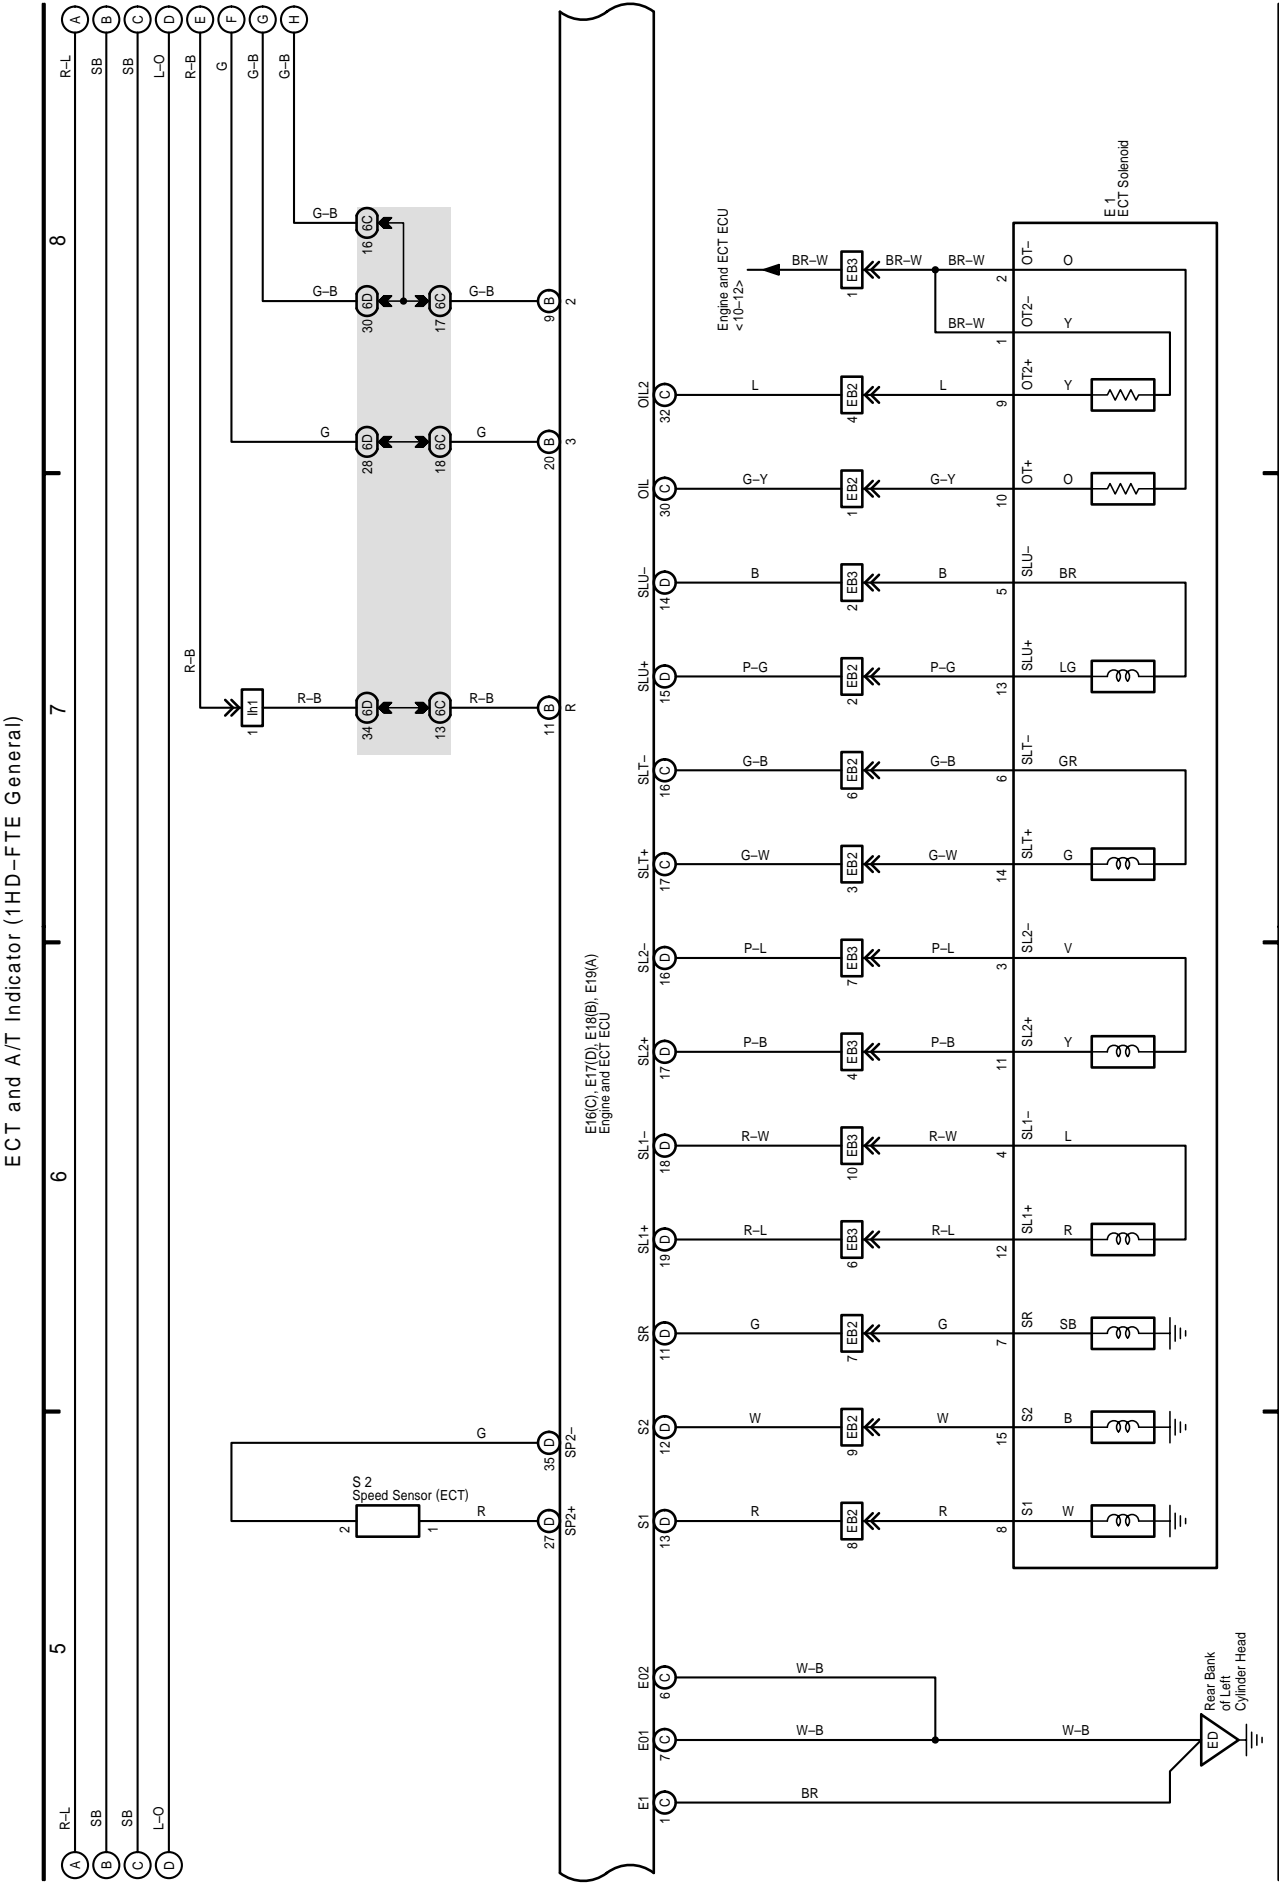 ECT and A/T Indicator (1HD–FTE General)
5
6
7
8
A
R–L
R–L
A
B
SB
SB
B
C
SB
SB
C
D
L–O
L–O
D
R–B
R–B
E
G
F
G–B
G
G–B
H
1
Ih1
R–B
34
6D
13
6C
R–B
11
B
R
G
28
6D
18
6C
G
20
B
3
G–B
30
6D
17
6C
G–B
9
B
2
G–B
16
6C
S 2
Speed Sensor (ECT)
2
1
G
R
27
D
SP2+
35
D
SP2–
E16(C), E17(D), E18(B), E19(A)
Engine and ECT ECU
E1
1
C
BR
E01
7
C
W–B
W–B
E02
6
C
W–B
ED
Rear Bank
of Left
Cylinder Head
S1
13
D
R
8
EB2
R
8
S1
W
S2
12
D
W
9
EB2
W
15
S2
B
SR
11
D
G
7
EB2
G
7
SR
SB
SL1+
19
D
R–L
6
EB3
R–L
12
SL1+
R
SL1–
18
D
R–W
10
EB3
R–W
4
SL1–
L
SL2+
17
D
P–B
4
EB3
P–B
11
SL2+
Y
SL2–
16
D
P–L
7
EB3
P–L
3
SL2–
V
SLT+
17
C
G–W
3
EB2
G–W
14
SLT+
G
SLT–
16
C
G–B
6
EB2
G–B
6
SLT–
GR
SLU+
15
D
P–G
2
EB2
P–G
13
SLU+
LG
SLU–
14
D
B
2
EB3
B
5
SLU–
BR
OIL
30
C
G–Y
1
EB2
G–Y
10
OT+
O
OIL2
32
C
L
4
EB2
L
9
OT2+
Y
BR–W
1
OT2–
Y
Engine and ECT ECU
<10–12>
BR–W
1
EB3
BR–W
BR–W
2
OT–
O
E 1
ECT Solenoid